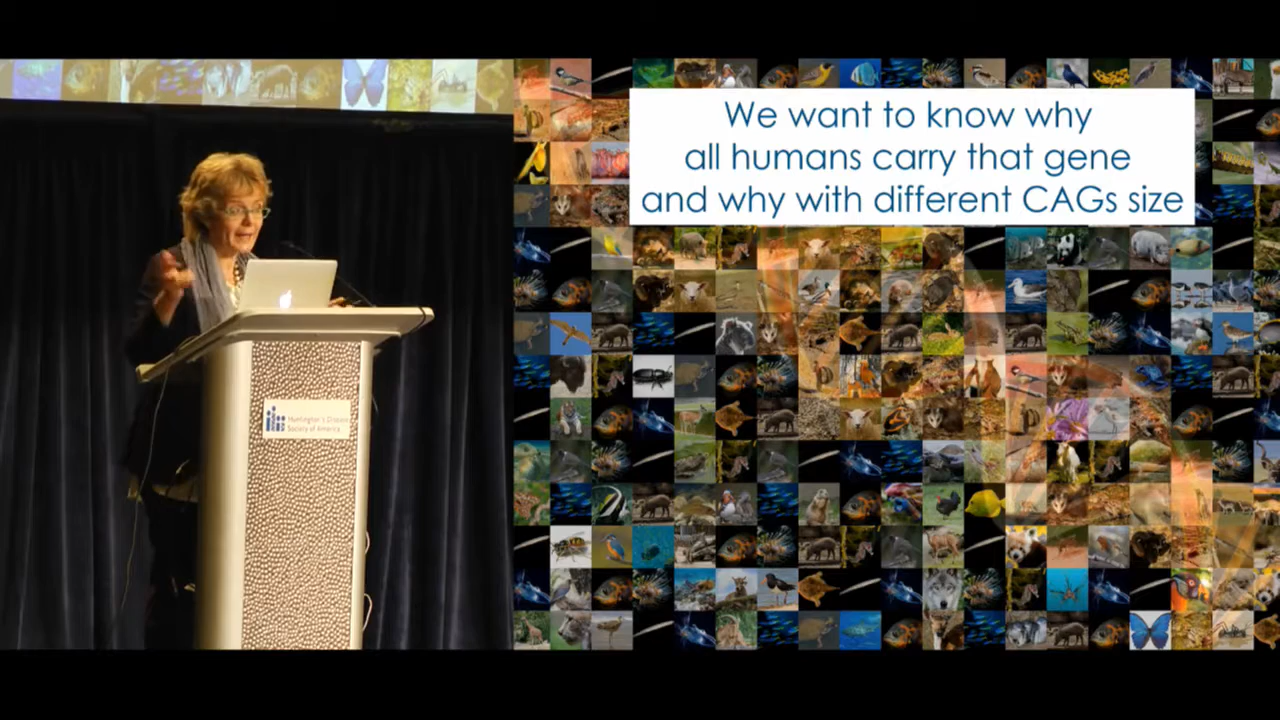 We want to know why
all humans carry that gene
and why with different CAGs size
Huntington's Disease
Society of America